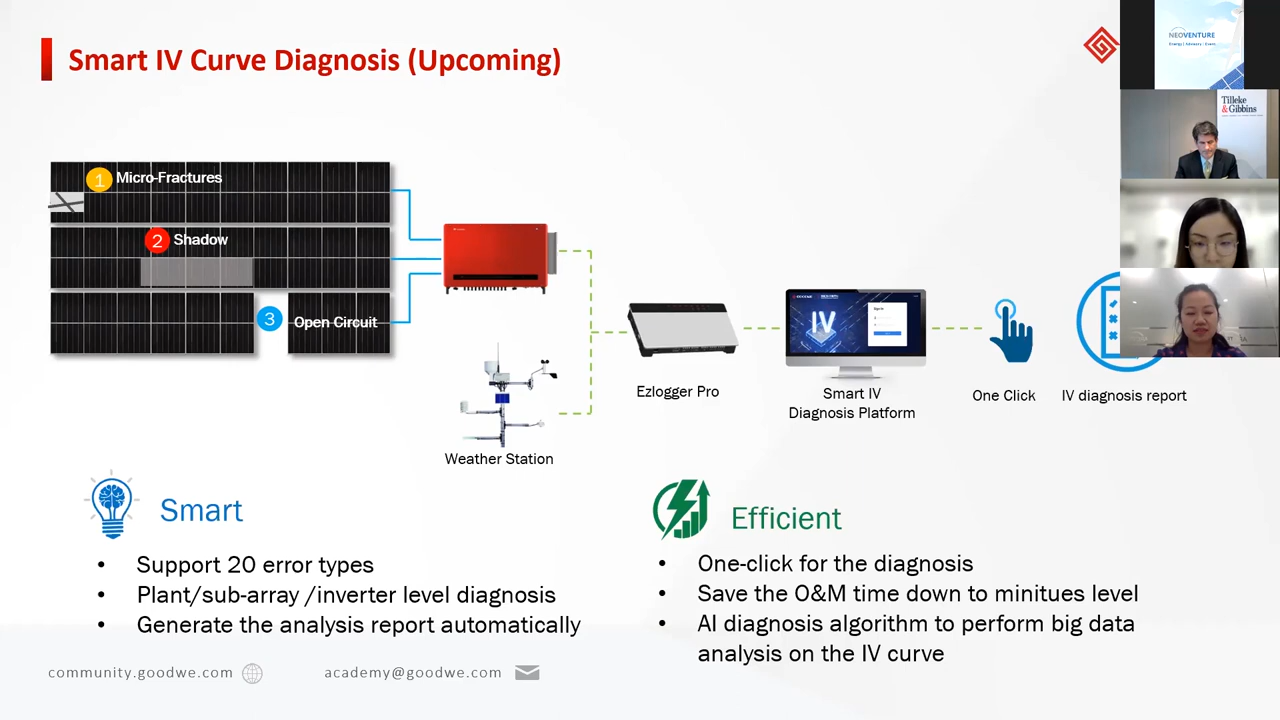 Smart IV Curve Diagnosis (Upcoming)
NEOVENTURE
Energy | Advisory | Event
Tilleke
& Gibbins
1 Micro-Fractures
2 Shadow
3 Open Circuit
IV
Ezlogger Pro
Smart IV
Diagnosis Platform
One Click
IV diagnosis report
Weather Station
Smart
• Support 20 error types
• Plant/sub-array /inverter level diagnosis
• Generate the analysis report automatically
Efficient
• One-click for the diagnosis
• Save the O&M time down to minitues level
• AI diagnosis algorithm to perform big data
analysis on the IV curve
community.goodwe.com
academy@goodwe.com